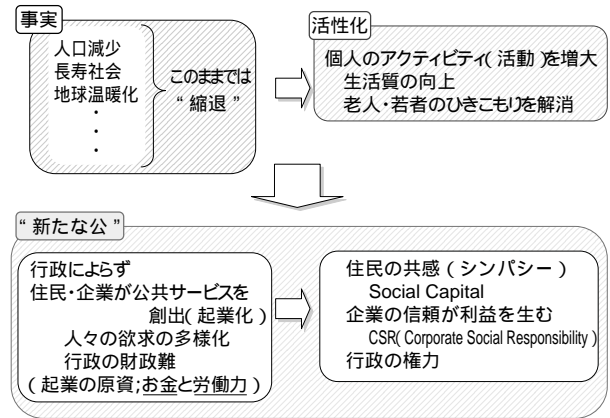 事実
人口減少
長寿社会
地球温暖化
・
・
・
このままでは
“ 縮退 ”
活性化
個人のアクティビティ( 活動 )を増大
生活質の向上
老人・若者のひきこもりを解消
“ 新たな公 ”
行政によらず
住民・企業が公共サービスを
創出( 起業化 )
人々の欲求の多様化
行政の財政難
( 起業の原資;お金と労働力 )
住民の共感 ( シンパシー )
Social Capital
企業の信頼が利益を生む
CSR( Corporate Social Responsibility )
行政の権力